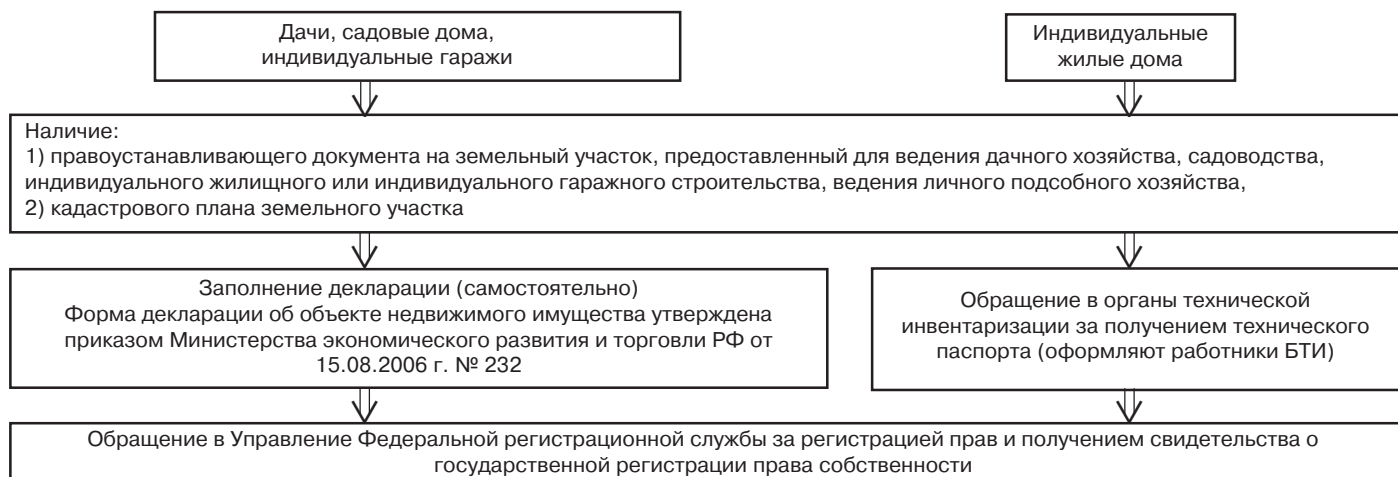 Дачи, садовые дома,
индивидуальные гаражи
Индивидуальные
жилые дома
Наличие:
1) правоустанавливающего документа на земельный участок, предоставленный для ведения дачного хозяйства, садоводства,
индивидуального жилищного или индивидуального гаражного строительства, ведения личного подсобного хозяйства,
2) кадастрового плана земельного участка
Заполнение декларации (самостоятельно)
Форма декларации об объекте недвижимого имущества утверждена
приказом Министерства экономического развития и торговли РФ от
15.08.2006 г. № 232
Обращение в органы технической
инвентаризации за получением технического
паспорта (оформляют работники БТИ)
Обращение в Управление Федеральной регистрационной службы за регистрацией прав и получением свидетельства о
государственной регистрации права собственности